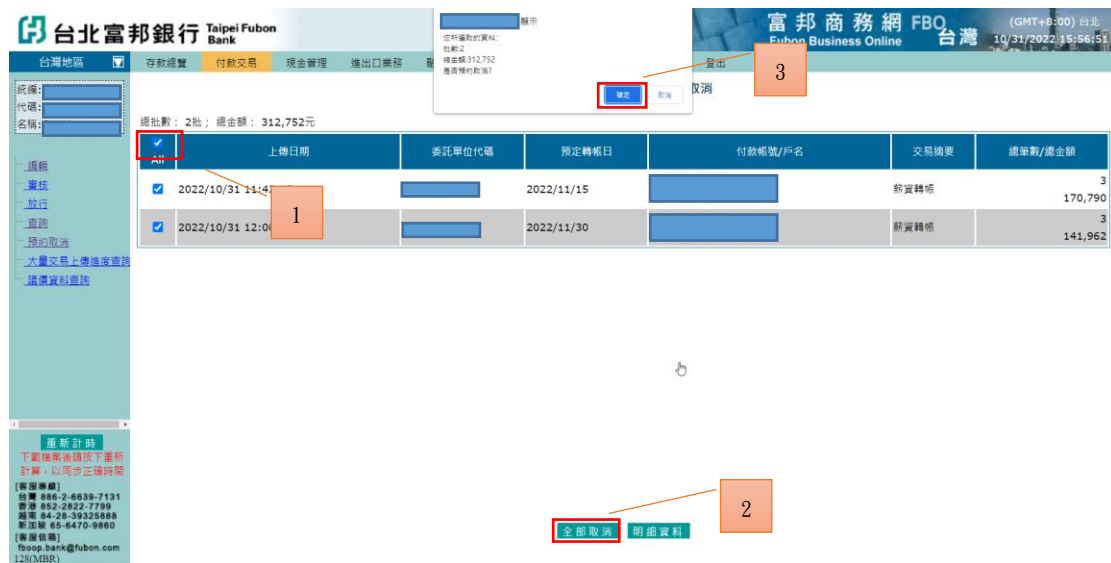 台北富邦銀行 Taipei Fubon Bank
顯示
您所選取的資料:
批數:2
總金額:312,752
是否預約取消?
確定 取消
富邦商務網 FBO台灣
Fubon Business Online
(GMT+8:00) 台北
10/31/2022 15:56:51
台灣地區 存款總覽 付款交易 現金管理 進出口業務 登出
統編:
代碼:
名稱:
取消
3
總批數： 2批； 總金額： 312,752元
All 上傳日期 委託單位代碼 預定轉帳日 付款帳號/戶名 交易摘要 總筆數/總金額
2022/10/31 11:4 2022/11/15 薪資轉帳 3
170,790
2022/10/31 12:0 2022/11/30 薪資轉帳 3
141,962
1
編輯
審核
放行
查詢
預約取消
大量交易上傳進度查詢
議價資料查詢
重新計時
下載檔案後請按下重新
計算，以同步正確時間
[客服專線]
台灣 886-2-6639-7131
香港 852-2822-7799
越南 84-28-39325888
新加坡 65-6470-9860
[客服信箱]
fboop.bank@fubon.com
128(MBR)
2
全部取消 明細資料